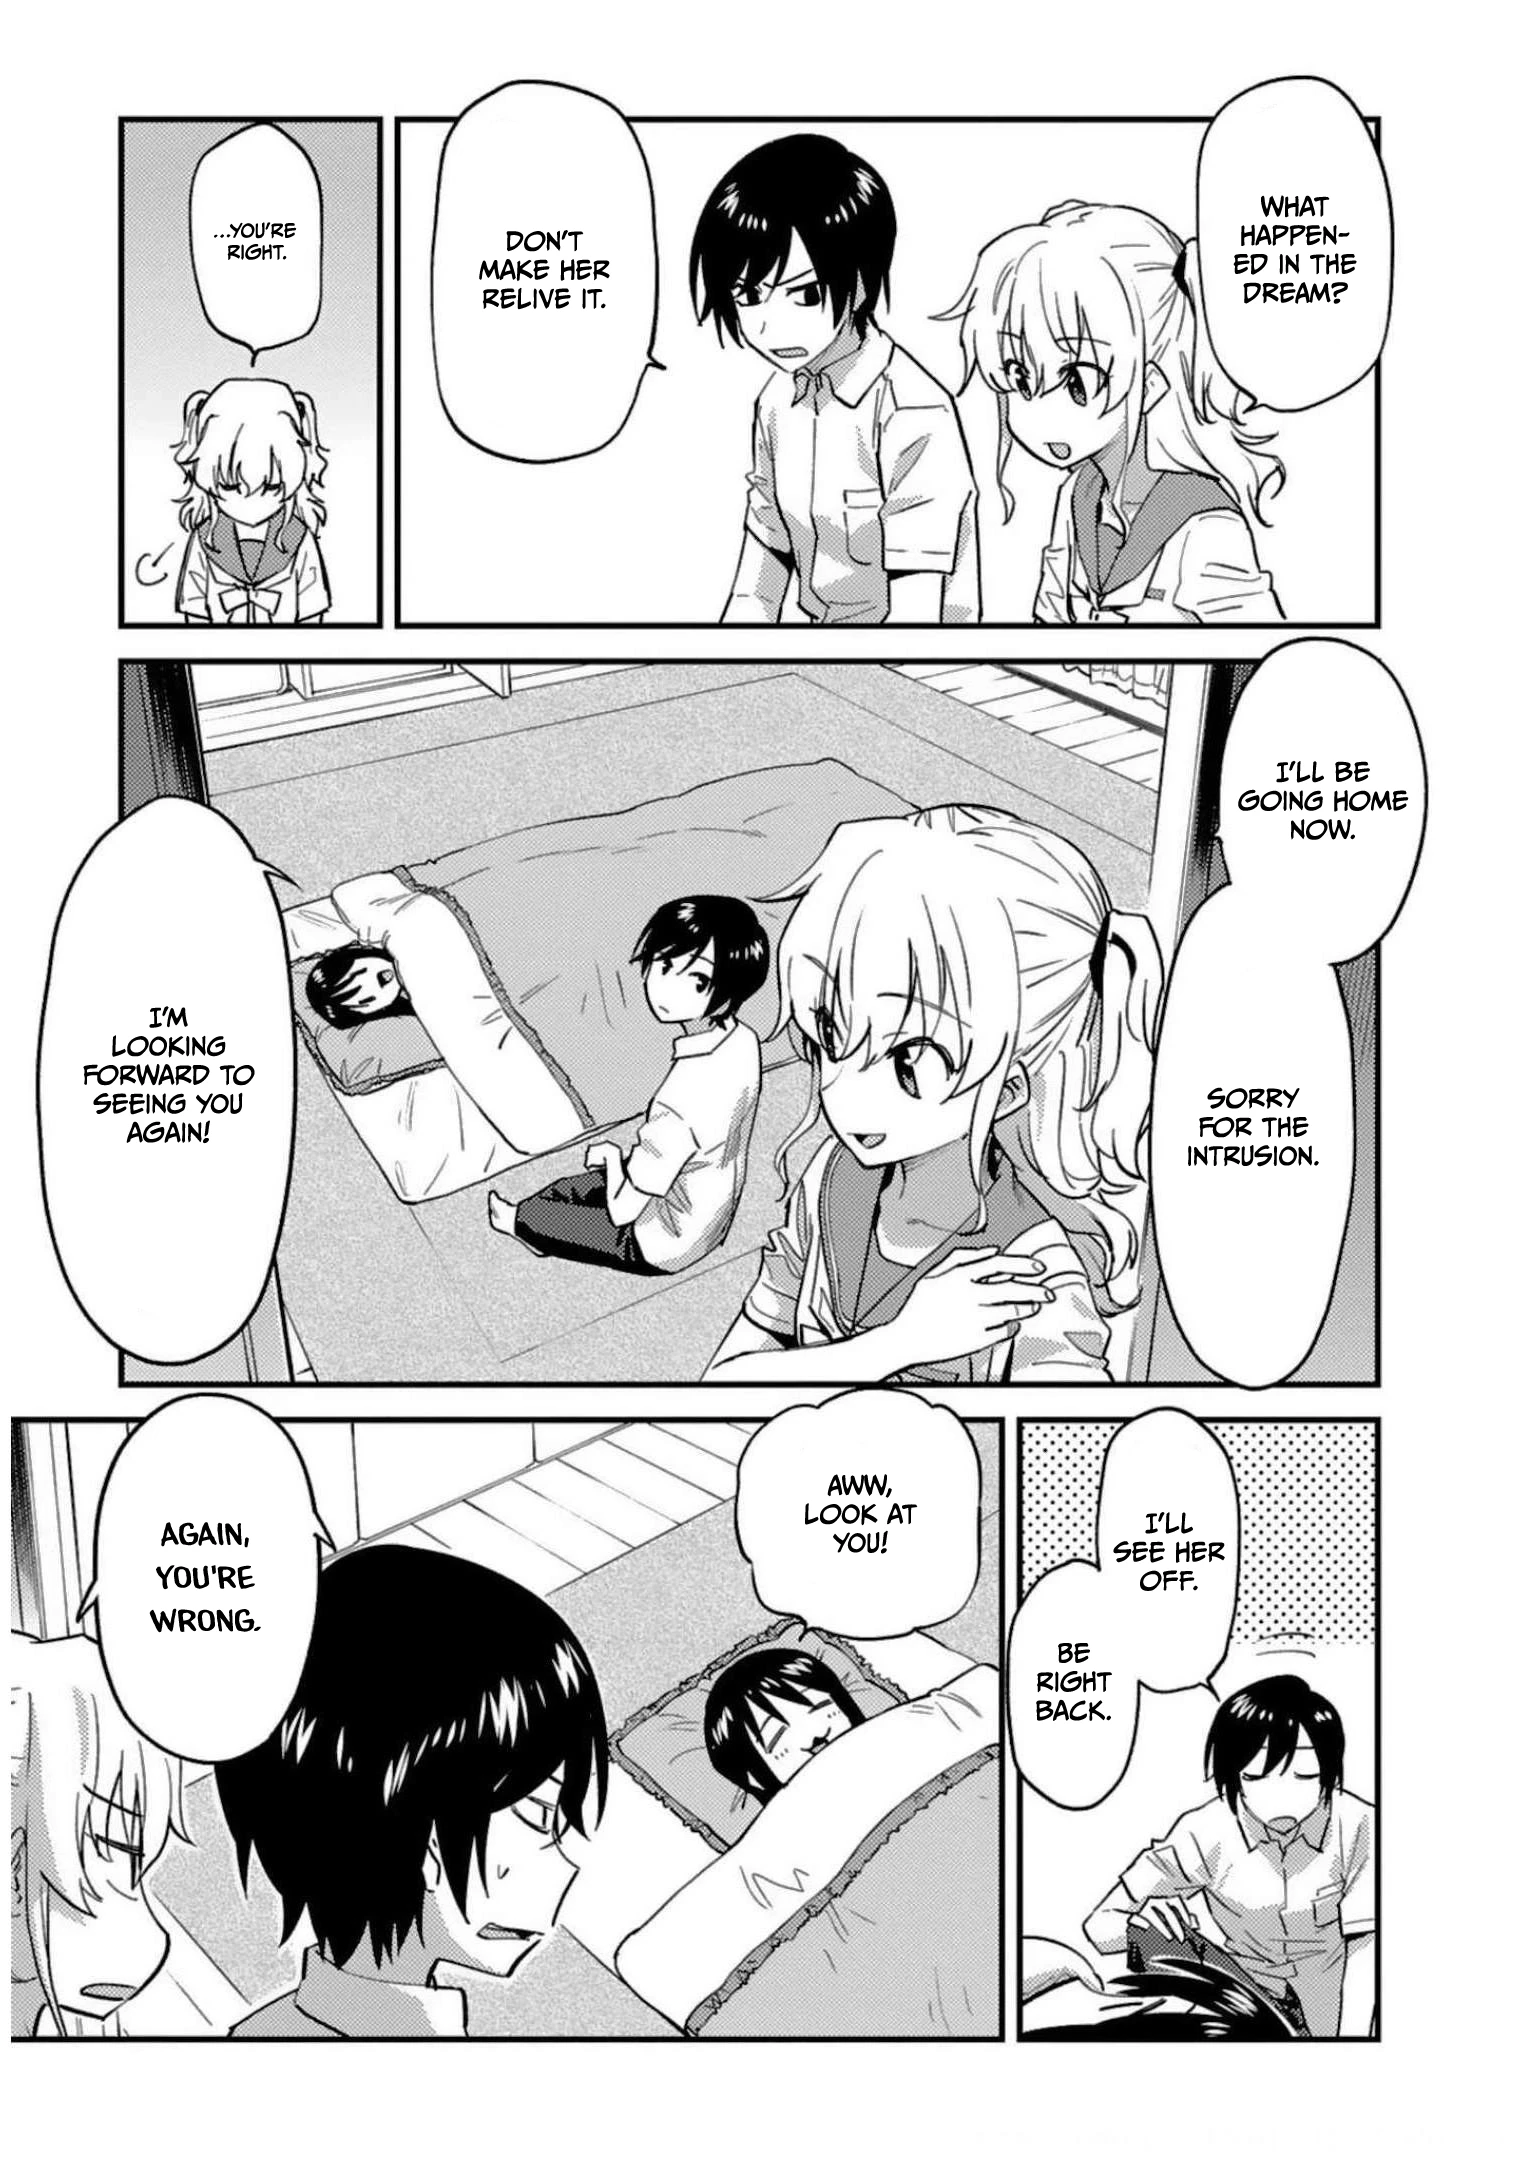 WHAT
HAPPEN-
ED IN THE
DREAM?
DON'T
MAKE HER
RELIVE IT.
...YOU'RE
RIGHT.
I'LL BE
GOING HOME
NOW.
SORRY
FOR THE
INTRUSION.
I'M
LOOKING
FORWARD TO
SEEING YOU
AGAIN!
I'LL
SEE HER
OFF.
BE
RIGHT
BACK.
AWW,
LOOK AT
YOU!
AGAIN,
YOU'RE
WRONG.